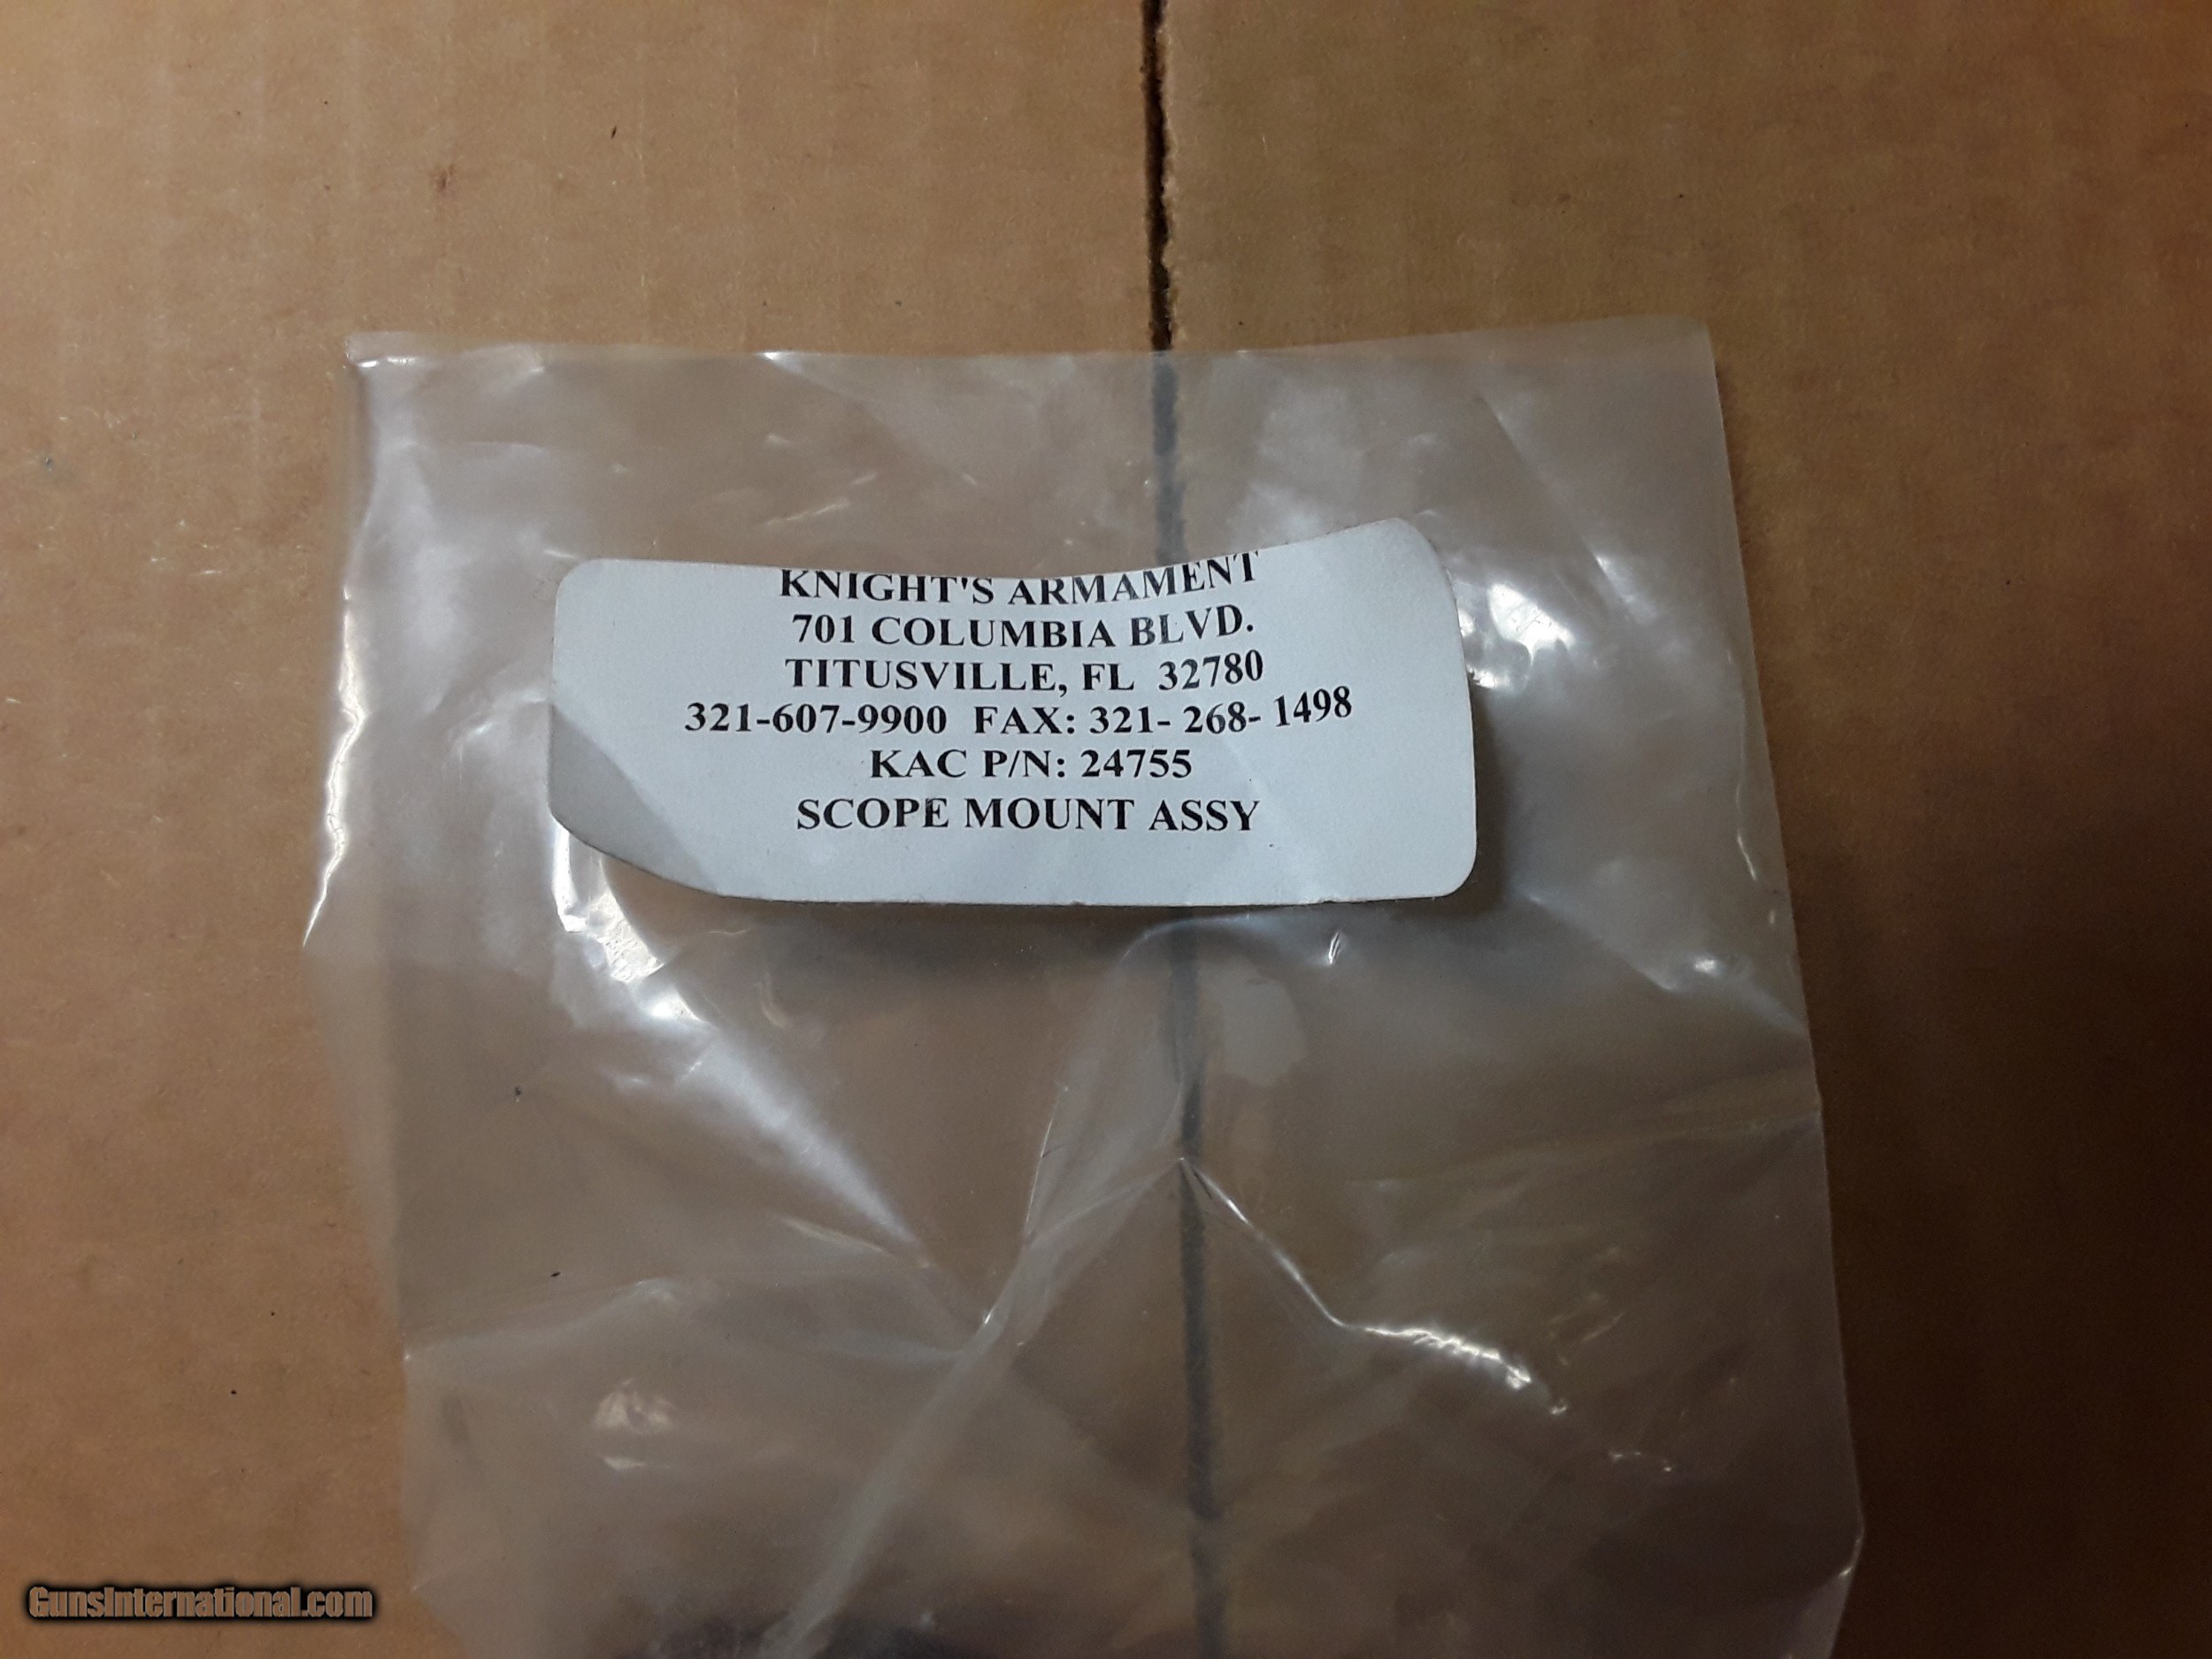 KNIGHT'S ARMAMENT
701 COLUMBIA BLVD.
TITUSVILLE, FL 32780
321-607-9900 FAX: 321- 268- 1498
KAC P/N: 24755
SCOPE MOUNT ASSY
GunsInternational.com